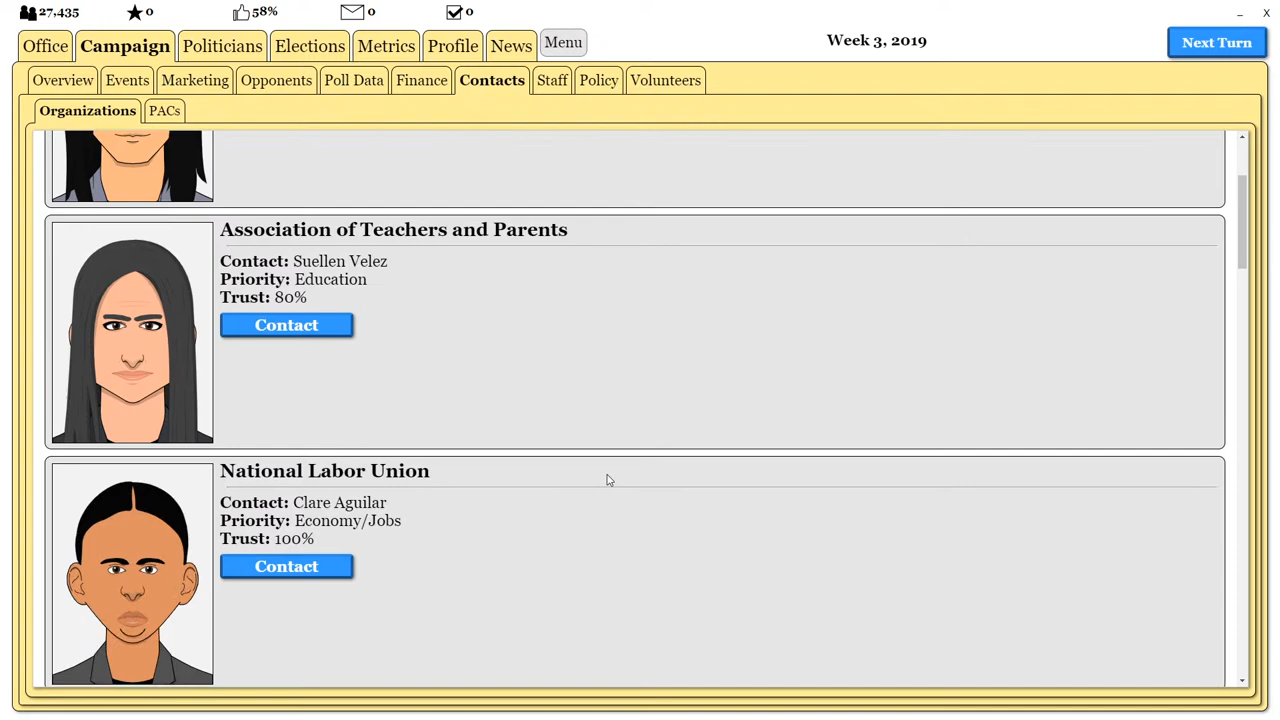 27,435 0 58% 0 0 _ X
Office Campaign Politicians Elections Metrics Profile News Menu Week 3, 2019 Next Turn
Overview Events Marketing Opponents Poll Data Finance Contacts Staff Policy Volunteers
Organizations PACs
Association of Teachers and Parents
Contact: Suellen Velez
Priority: Education
Trust: 80%
Contact
National Labor Union
Contact: Clare Aguilar
Priority: Economy/Jobs
Trust: 100%
Contact